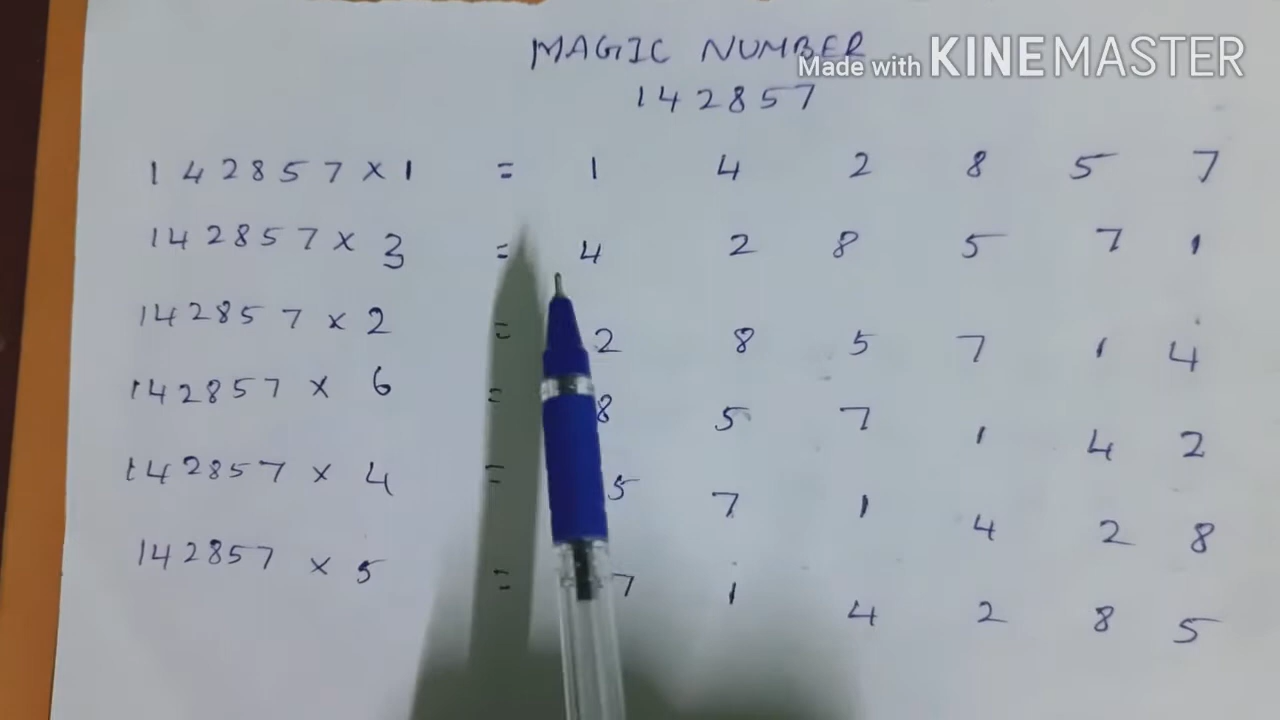 MAGIC NUMBER
Made with KINEMASTER
142857
142857 × 1 = 1 4 2 8 5 7
142857 × 3 = 4 2 8 5 7 1
142857 × 2 = 2 8 5 7 1 4
142857 × 6 = 8 5 7 1 4 2
142857 × 4 = 5 7 1 4 2 8
142857 × 5 = 7 1 4 2 8 5